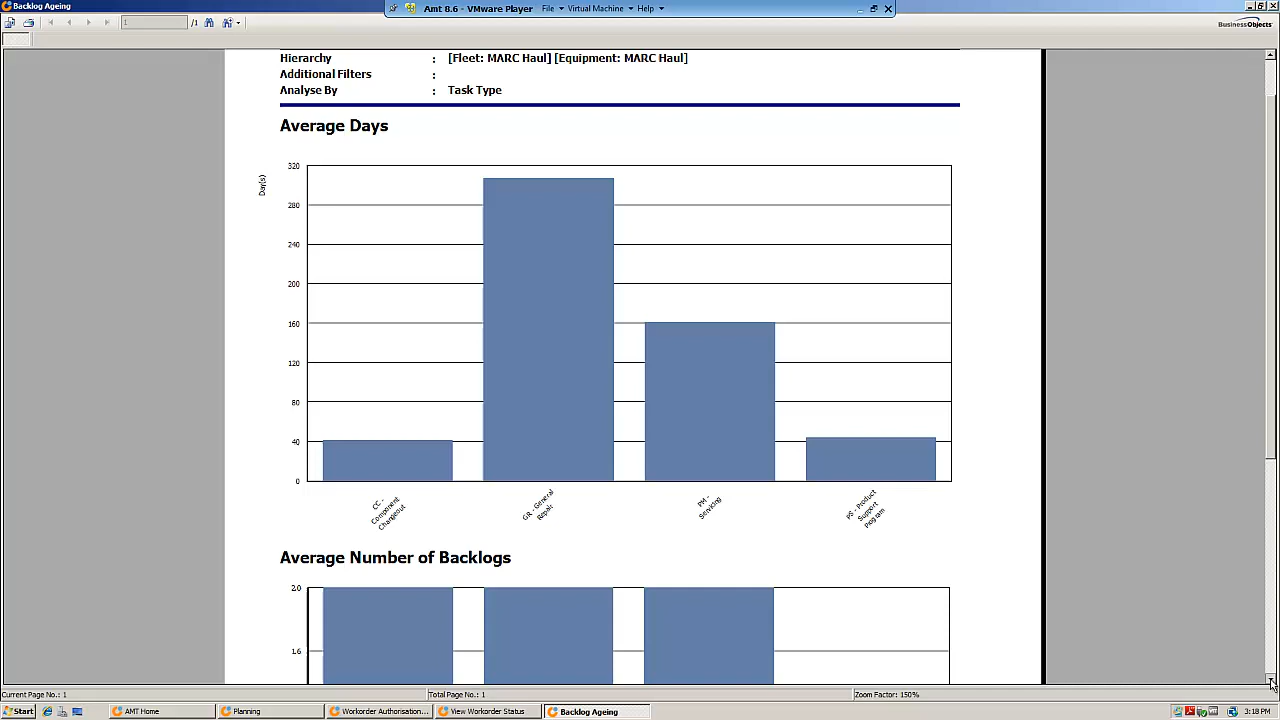 Backlog Ageing
Amt 8.6 - VMware Player File Virtual Machine Help
1 /1
BusinessObjects
Hierarchy : [Fleet: MARC Haul] [Equipment: MARC Haul]
Additional Filters :
Analyse By : Task Type
Average Days
Day(s)
320
280
240
200
160
120
80
40
0
CC - Component Changeout
GR - General Repair
PM - Servicing
PS - Product Support Program
Average Number of Backlogs
2.0
1.6
Current Page No.: 1 Total Page No.: 1 Zoom Factor: 150%
Start AMT Home Planning Workorder Authorisation... View Workorder Status Backlog Ageing 3:18 PM